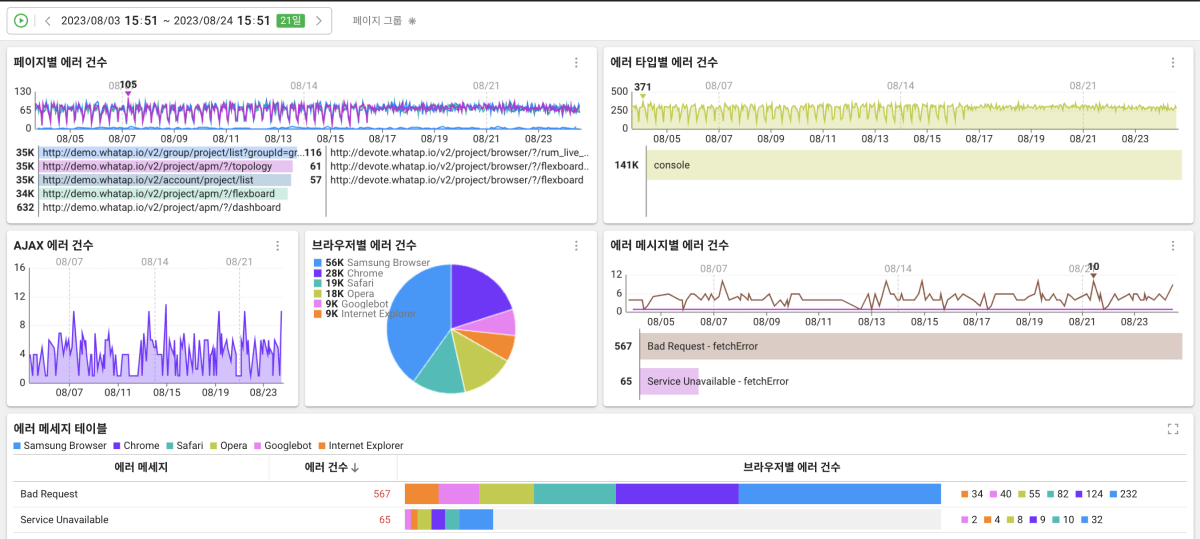 2023/08/03 15:51 ~ 2023/08/24 15:51 21일
페이지 그룹 ✳
페이지별 에러 건수
105
08/14
08/21
130
65
0
08/05 08/07 08/09 08/11 08/13 08/15 08/17 08/19 08/21 08/23
35K http://demo.whatap.io/v2/group/project/list?groupId=gr...
35K http://demo.whatap.io/v2/project/apm/?/topology
35K http://demo.whatap.io/v2/account/project/list
34K http://demo.whatap.io/v2/project/apm/?/flexboard
632 http://demo.whatap.io/v2/project/apm/?/dashboard
116 http://devote.whatap.io/v2/project/browser/?/rum_live_...
61 http://devote.whatap.io/v2/project/browser/?/flexboard...
57 http://devote.whatap.io/v2/project/browser/?/flexboard
에러 타입별 에러 건수
371
08/07 08/14 08/21
500
250
0
08/05 08/07 08/09 08/11 08/13 08/15 08/17 08/19 08/21 08/23
141K console
AJAX 에러 건수
08/07 08/14 08/21
16
12
8
4
0
08/07 08/11 08/15 08/19 08/23
브라우저별 에러 건수
56K Samsung Browser
28K Chrome
19K Safari
18K Opera
9K Googlebot
9K Internet Explorer
에러 메시지별 에러 건수
10
08/07 08/14
12
6
0
08/05 08/07 08/09 08/11 08/13 08/15 08/17 08/19 08/21 08/23
567 Bad Request - fetchError
65 Service Unavailable - fetchError
에러 메세지 테이블
Samsung Browser Chrome Safari Opera Googlebot Internet Explorer
에러 메세지 에러 건수 ↓ 브라우저별 에러 건수
Bad Request 567 34 40 55 82 124 232
Service Unavailable 65 2 4 8 9 10 32